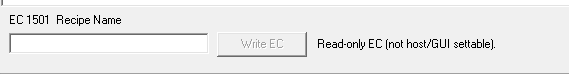 EC 1501  Recipe Name
Write EC  Read-only EC (not host/GUI settable).